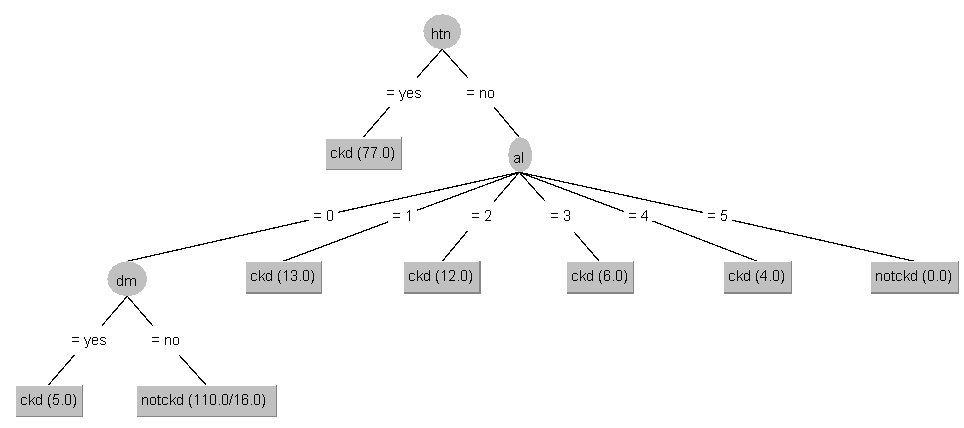 htn
= yes
= no
ckd (77.0)
al
= 0
= 1
= 2
= 3
= 4
= 5
dm
ckd (13.0)
ckd (12.0)
ckd (6.0)
ckd (4.0)
notckd (0.0)
= yes
= no
ckd (5.0)
notckd (110.0/16.0)